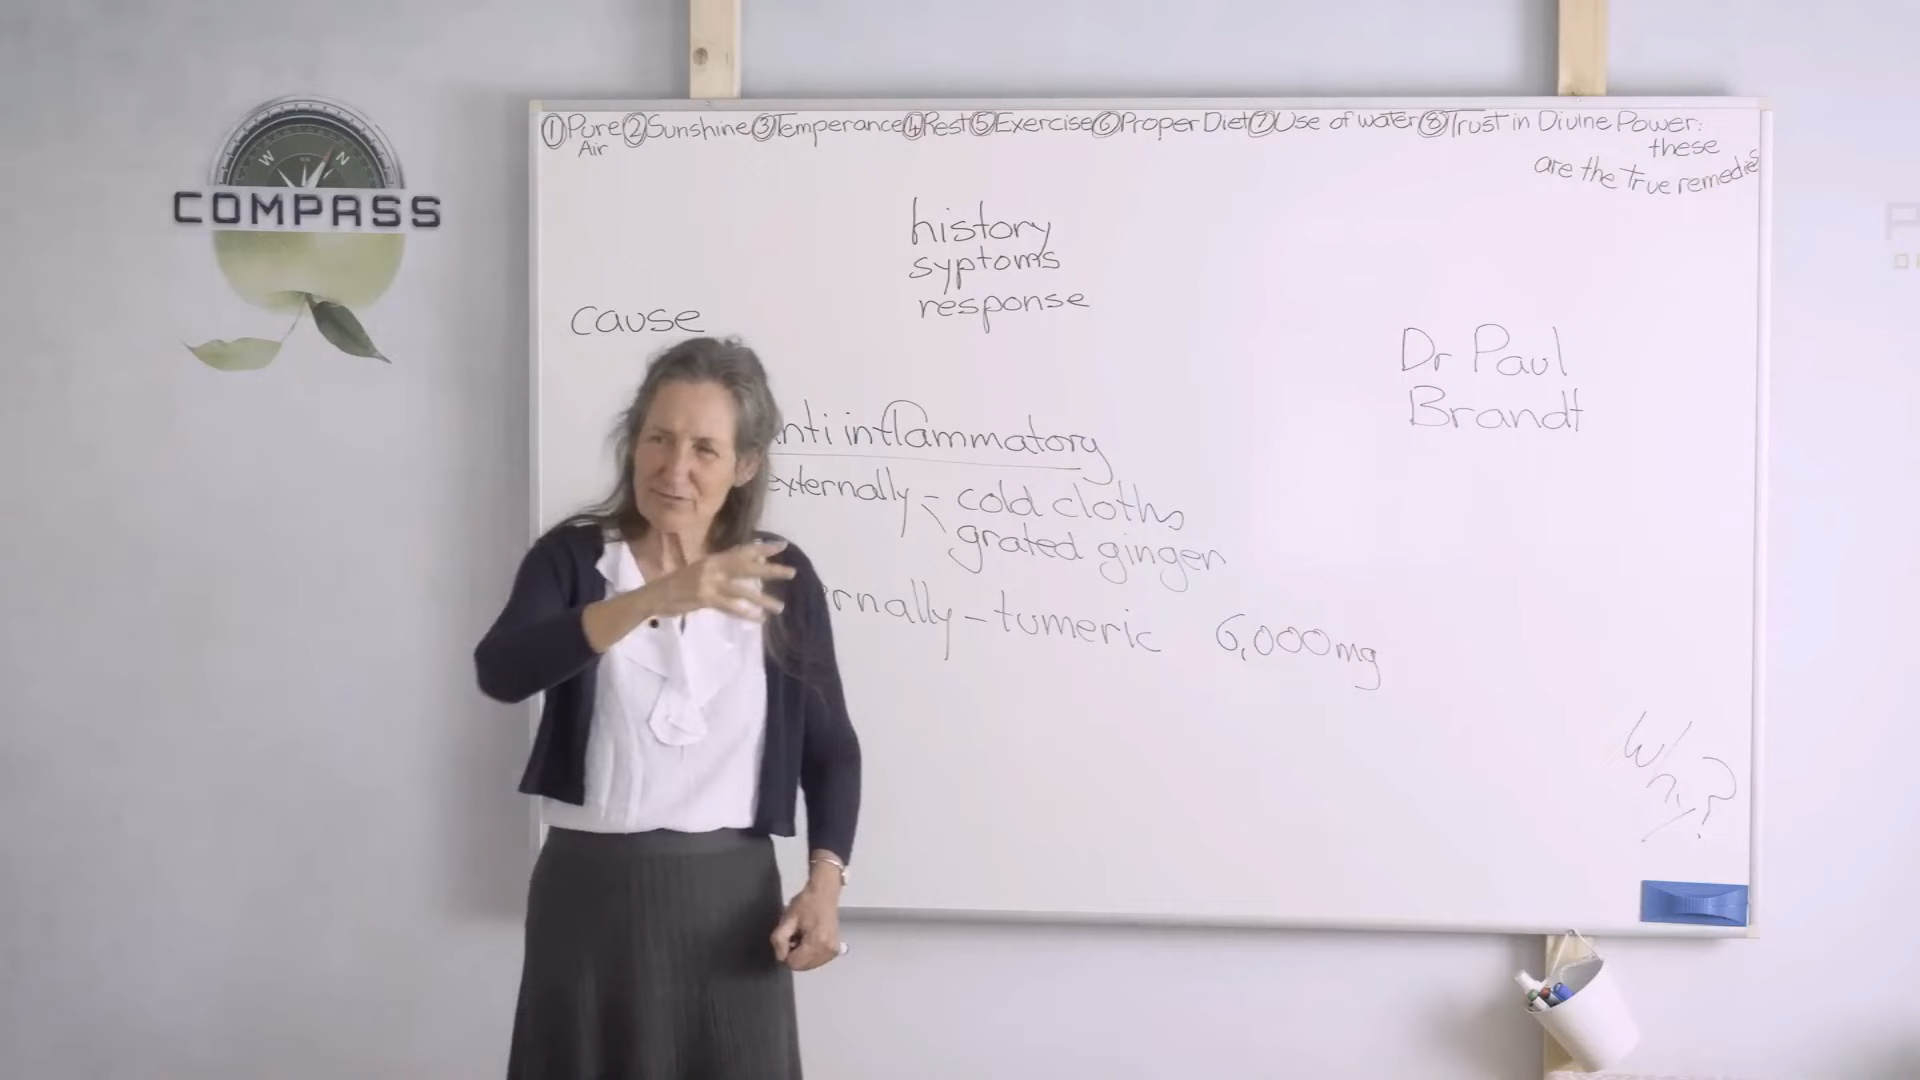 ①Pure ②Sunshine ③Temperance ④Rest ⑤Exercise ⑥Proper Diet ⑦Use of water ⑧Trust in Divine Power:
Air
these
are the True remedies
W N
COMPASS
history
syptoms
response
cause
Dr Paul
Brandt
nti inflammatory
externally - cold cloths
grated ginger
rnally - tumeric 6,000mg